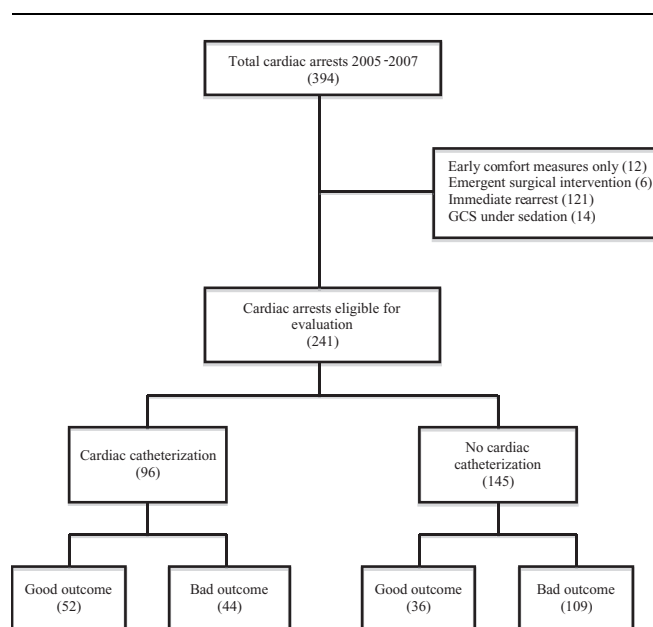 Total cardiac arrests 2005-2007
(394)
Early comfort measures only (12)
Emergent surgical intervention (6)
Immediate rearrest (121)
GCS under sedation (14)
Cardiac arrests eligible for
evaluation
(241)
Cardiac catheterization
(96)
No cardiac
catheterization
(145)
Good outcome
(52)
Bad outcome
(44)
Good outcome
(36)
Bad outcome
(109)